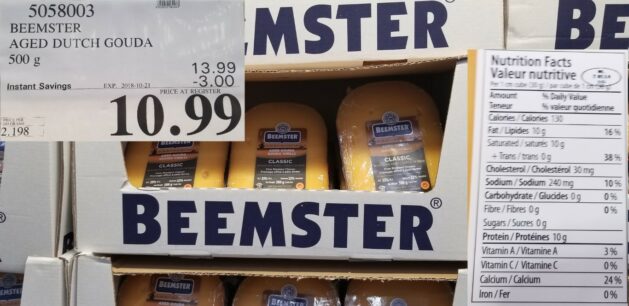 5058003
BEEMSTER
AGED DUTCH GOUDA
500 g
13.99
Instant Savings EXP. 2018-10-21 -3.00
PRICE AT REGISTER
10.99
2.198
EMSTER®
BE
BEEMSTER
CLASSIC
BEEMSTER
CLASSIC
BEEMSTER
CLASSIC
BEEMSTER®
Nutrition Facts
Valeur nutritive
Amount % Daily Value
Teneur % valeur quotidienne
Calories / Calories 130
Fat / Lipides 10 g 16 %
Saturated / saturés 10 g
+ Trans / trans 0 g 38 %
Cholesterol / Cholestérol 30 mg
Sodium / Sodium 240 mg 10 %
Carbohydrate / Glucides 0 g 0 %
Fibre / Fibres 0 g 0 %
Sugars / Sucres 0 g
Protein / Protéines 10 g
Vitamin A / Vitamine A 3 %
Vitamin C / Vitamine C 0 %
Calcium / Calcium 24 %
Iron / Fer 0 %